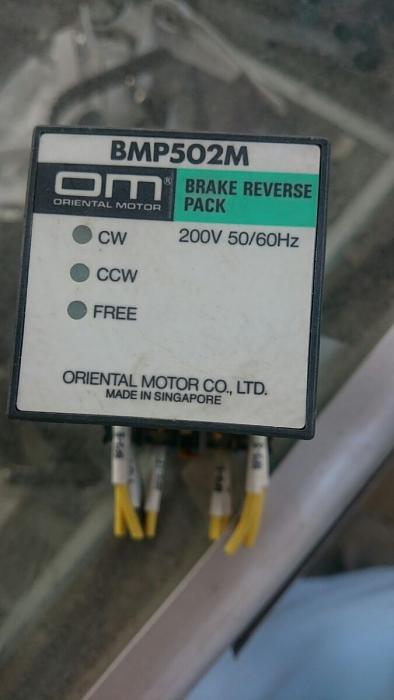 BMP502M
om®
ORIENTAL MOTOR
BRAKE REVERSE
PACK
CW
200V 50/60Hz
CCW
FREE
ORIENTAL MOTOR CO., LTD.
MADE IN SINGAPORE